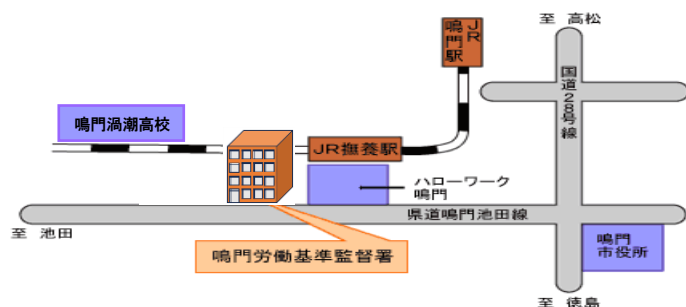 至 高松
JR
鳴門駅
国道28号線
鳴門渦潮高校
JR撫養駅
ハローワーク
鳴門
県道鳴門池田線
至 池田
鳴門労働基準監督署
鳴門
市役所
至 徳島